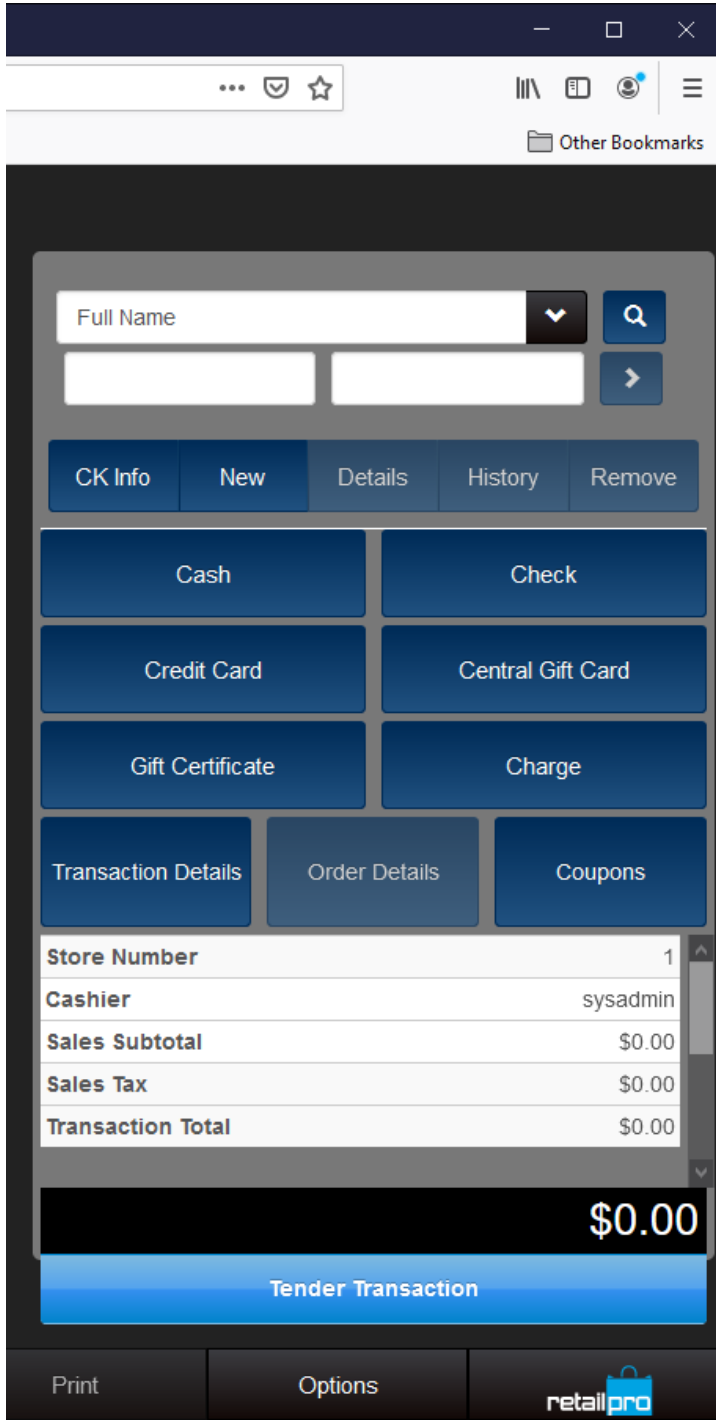 Other Bookmarks
Full Name
CK Info New Details History Remove
Cash Check
Credit Card Central Gift Card
Gift Certificate Charge
Transaction Details Order Details Coupons
Store Number 1
Cashier sysadmin
Sales Subtotal $0.00
Sales Tax $0.00
Transaction Total $0.00
$0.00
Tender Transaction
Print Options retailpro